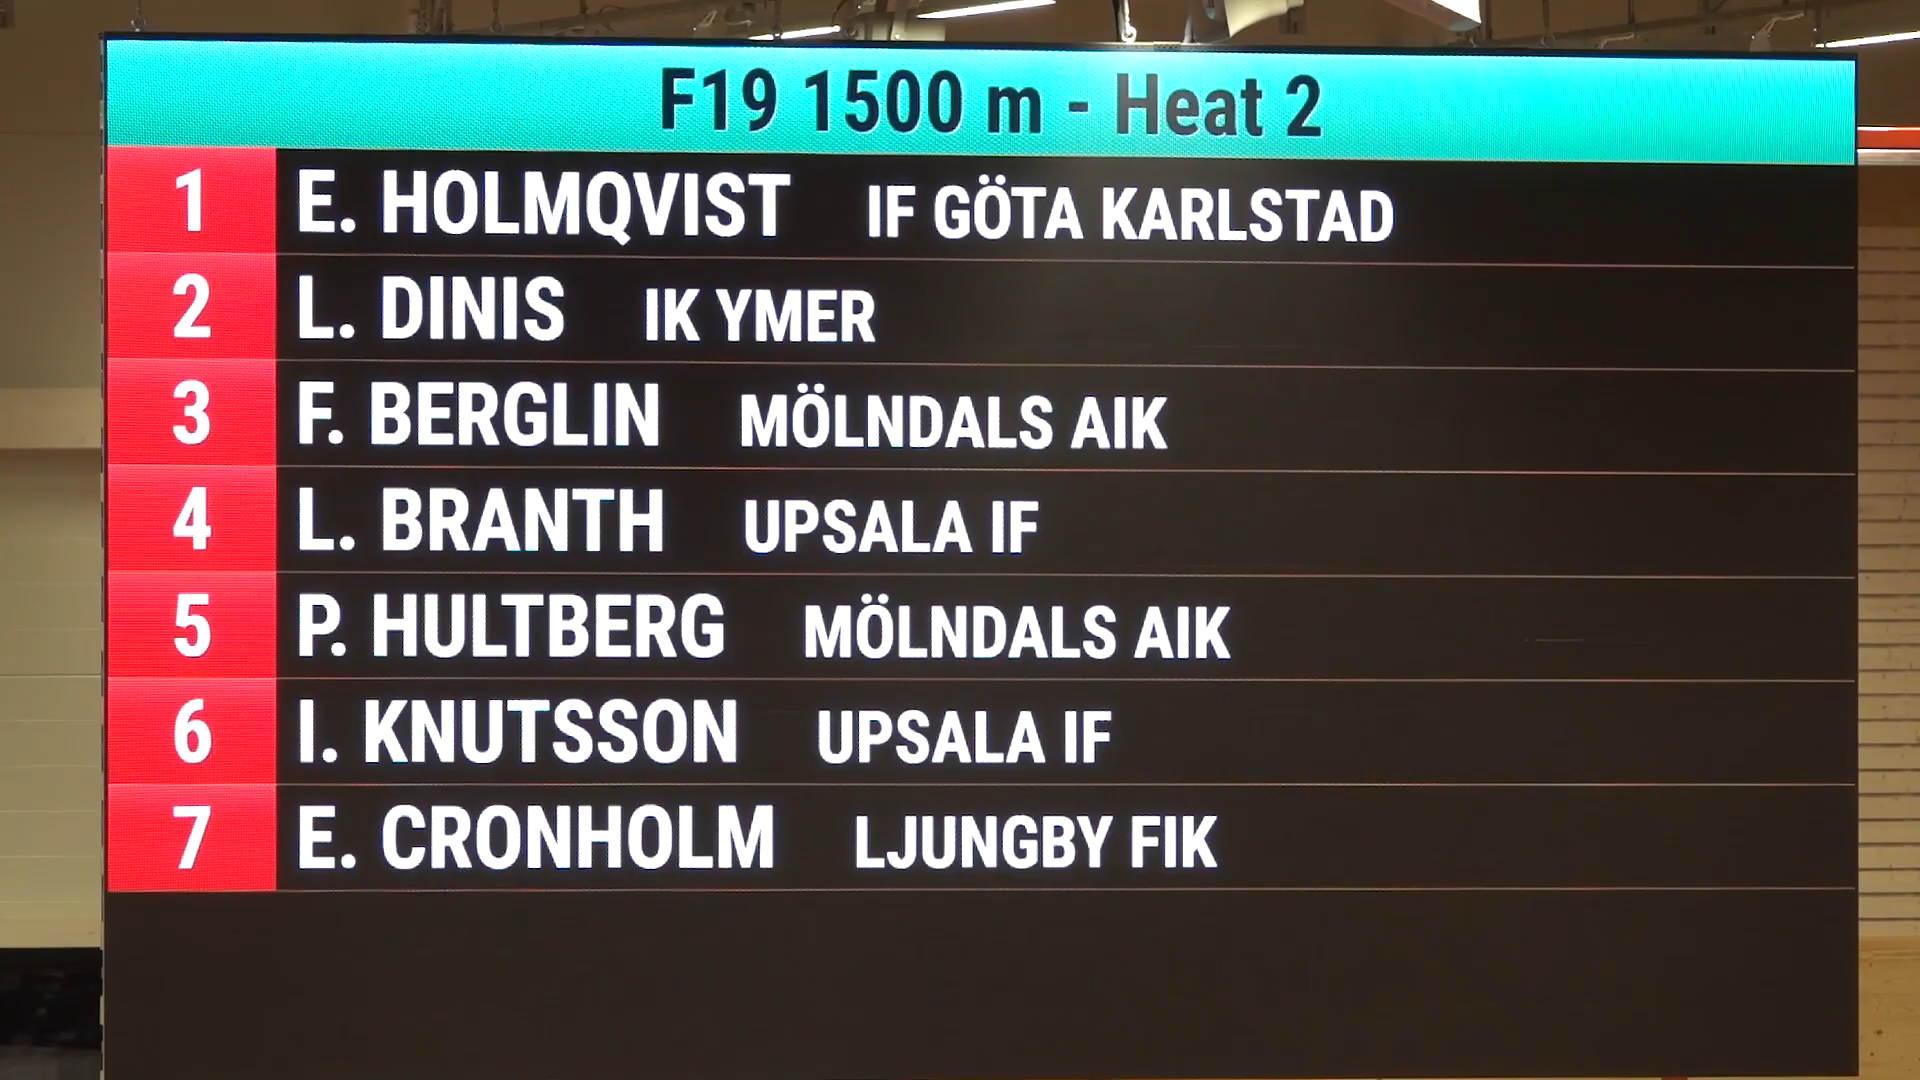 F19 1500 m - Heat 2
1 E. HOLMQVIST IF GÖTA KARLSTAD
2 L. DINIS IK YMER
3 F. BERGLIN MÖLNDALS AIK
4 L. BRANTH UPSALA IF
5 P. HULTBERG MÖLNDALS AIK
6 I. KNUTSSON UPSALA IF
7 E. CRONHOLM LJUNGBY FIK